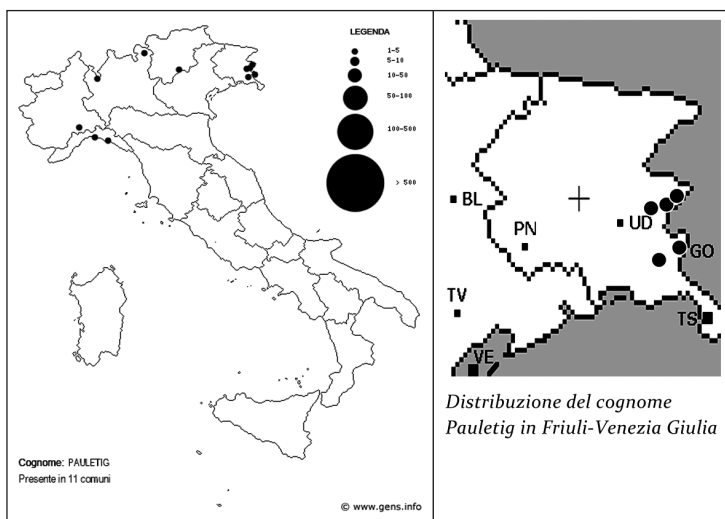 LEGENDA
1-5
5-10
10-50
50-100
100-500
> 500
Cognome: PAULETIG
Presente in 11 comuni
© www.gens.info
BL
UD
PN
GO
TV
TS
VE
Distribuzione del cognome
Pauletig in Friuli-Venezia Giulia